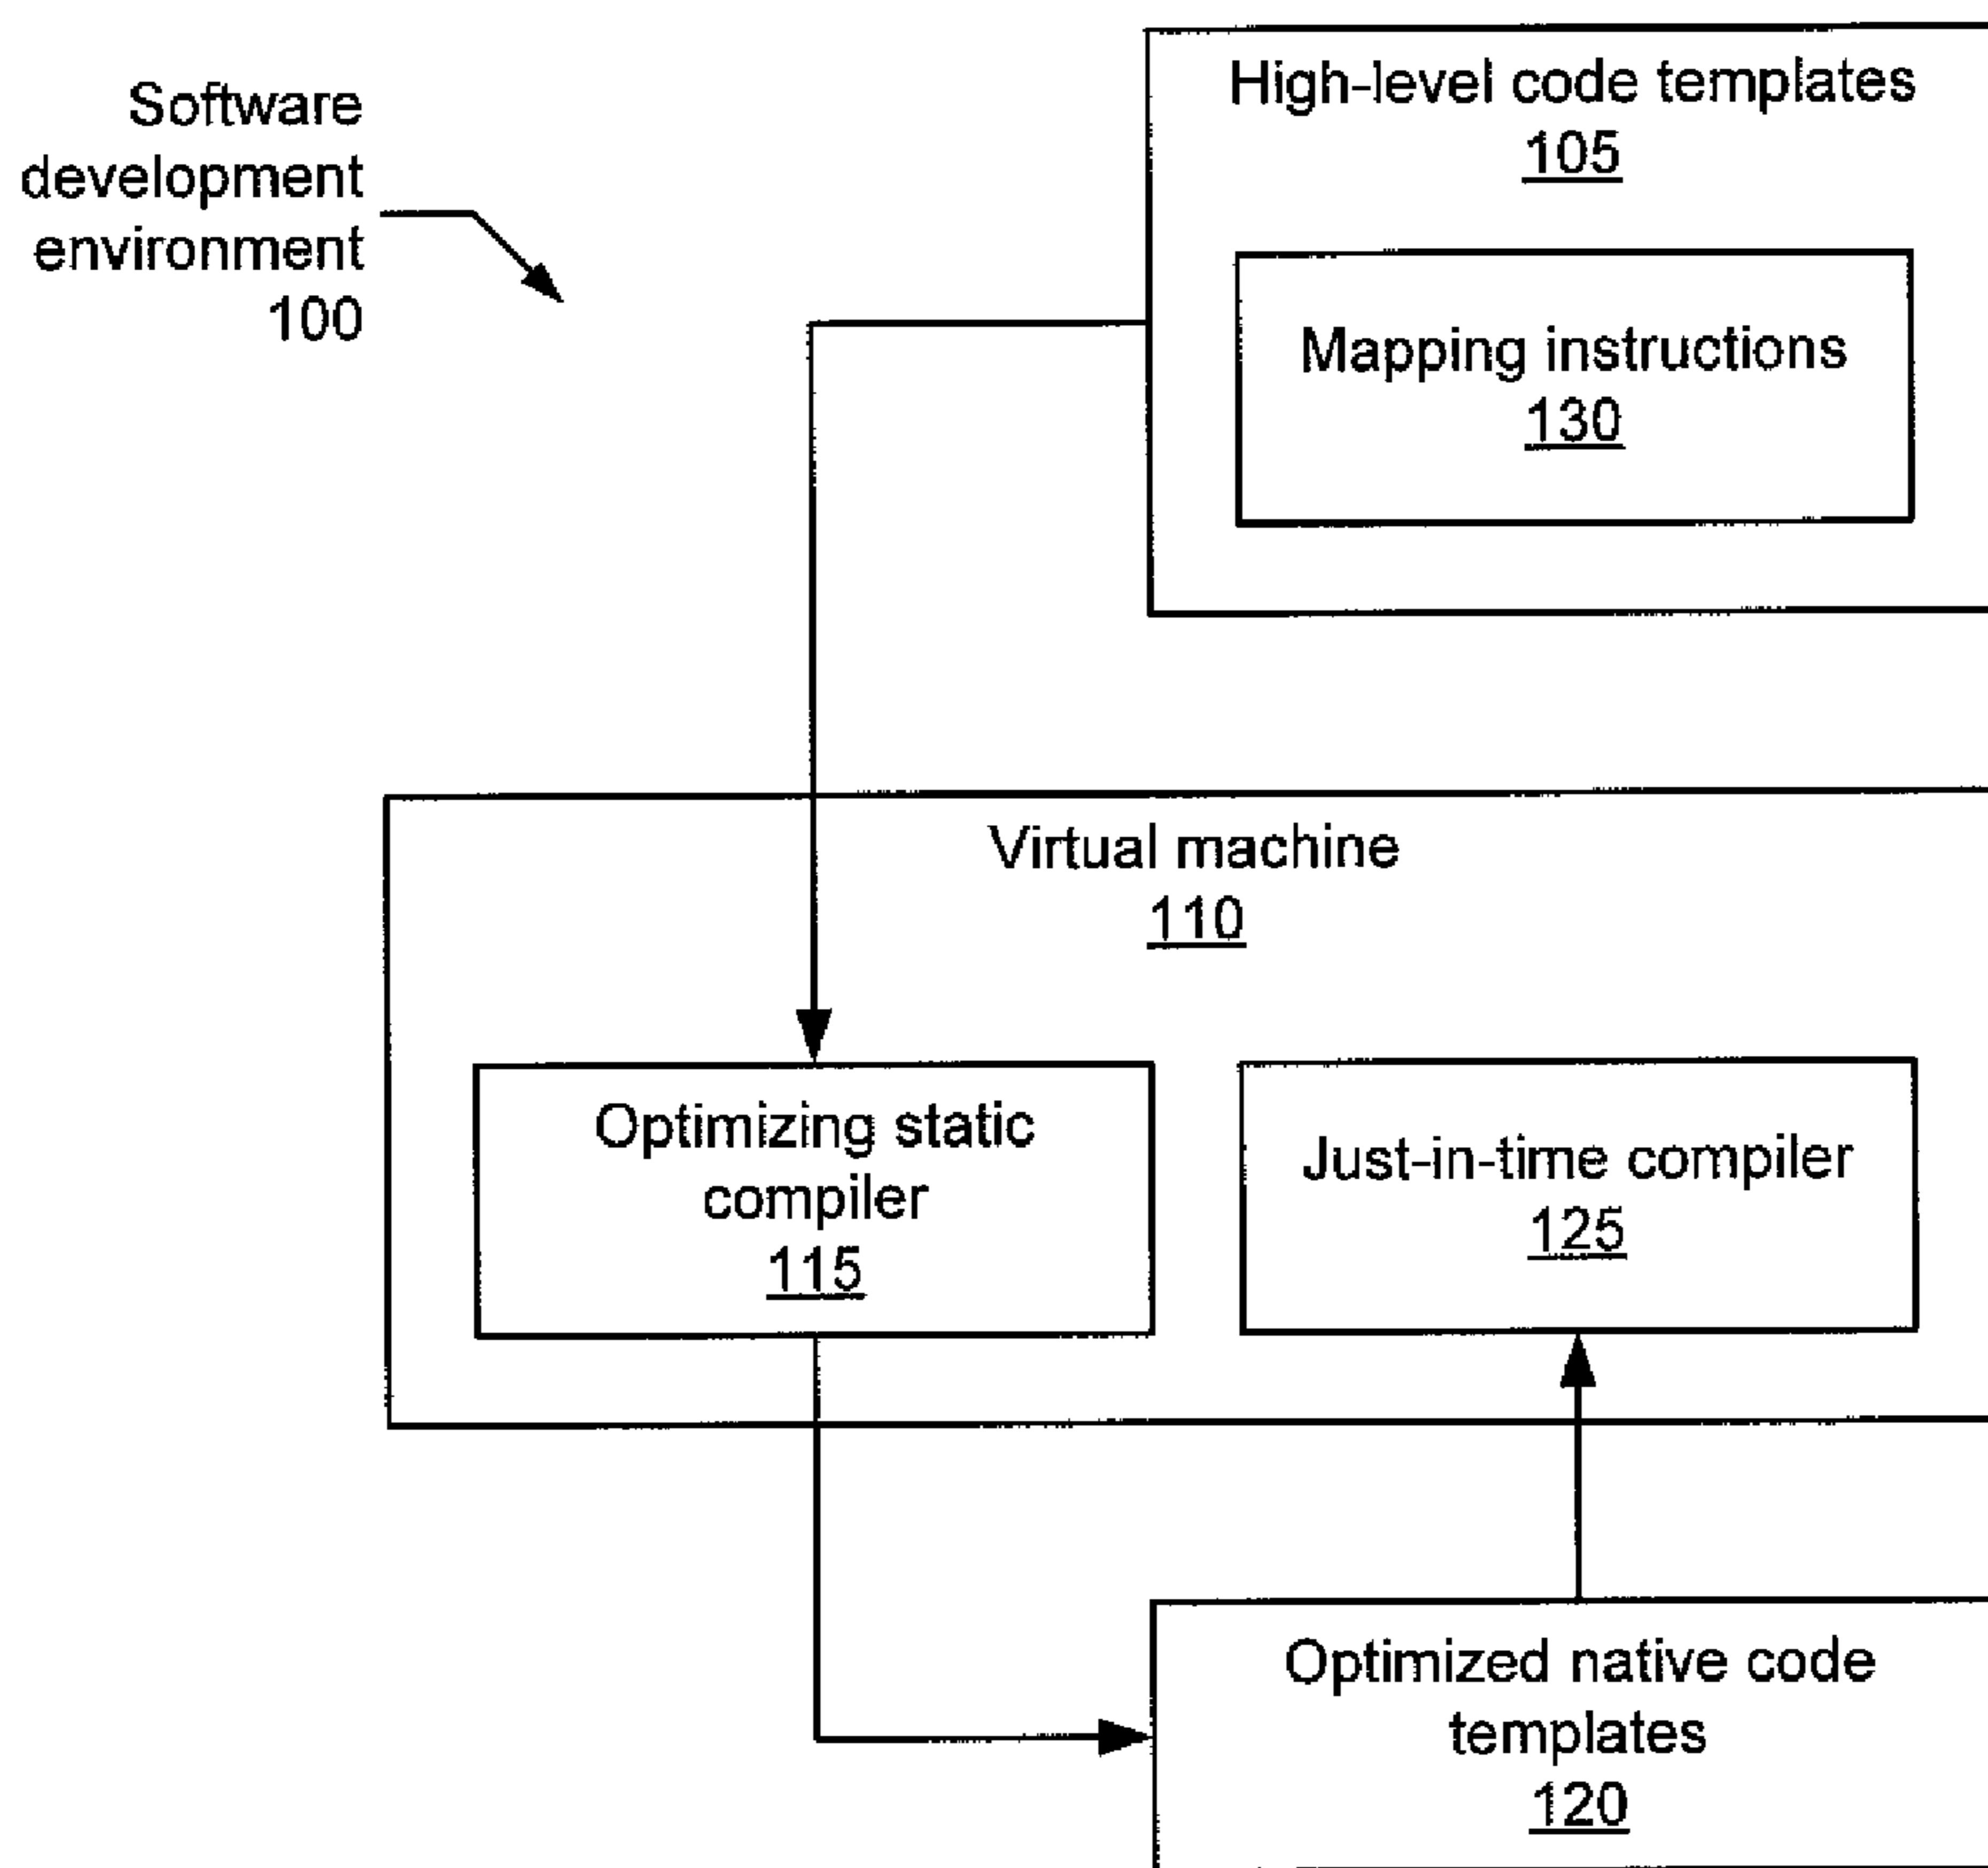 Software
development
environment
100
High-level code templates
105
Mapping instructions
130
Virtual machine
110
Optimizing static
compiler
115
Just-in-time compiler
125
Optimized native code
templates
120